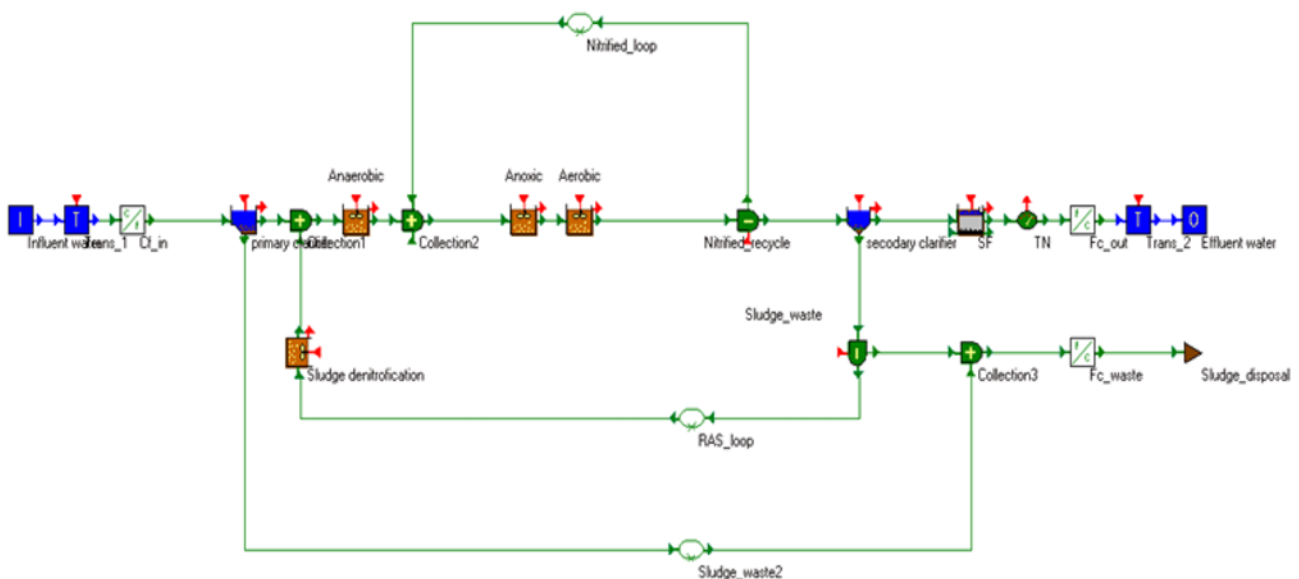 Nitrified_loop
Anaerobic
Anoxic
Aerobic
I
T
C/f
T
O
Influent water
Trans_1
Cf_in
primary clarifier
Collection1
Collection2
Nitrified_recycle
secodary clarifier
SF
TN
Fc_out
Trans_2
Effluent water
Sludge_waste
Sludge denitrofication
Collection3
f/c
Fc_waste
Sludge_disposal
RAS_loop
Sludge_waste2